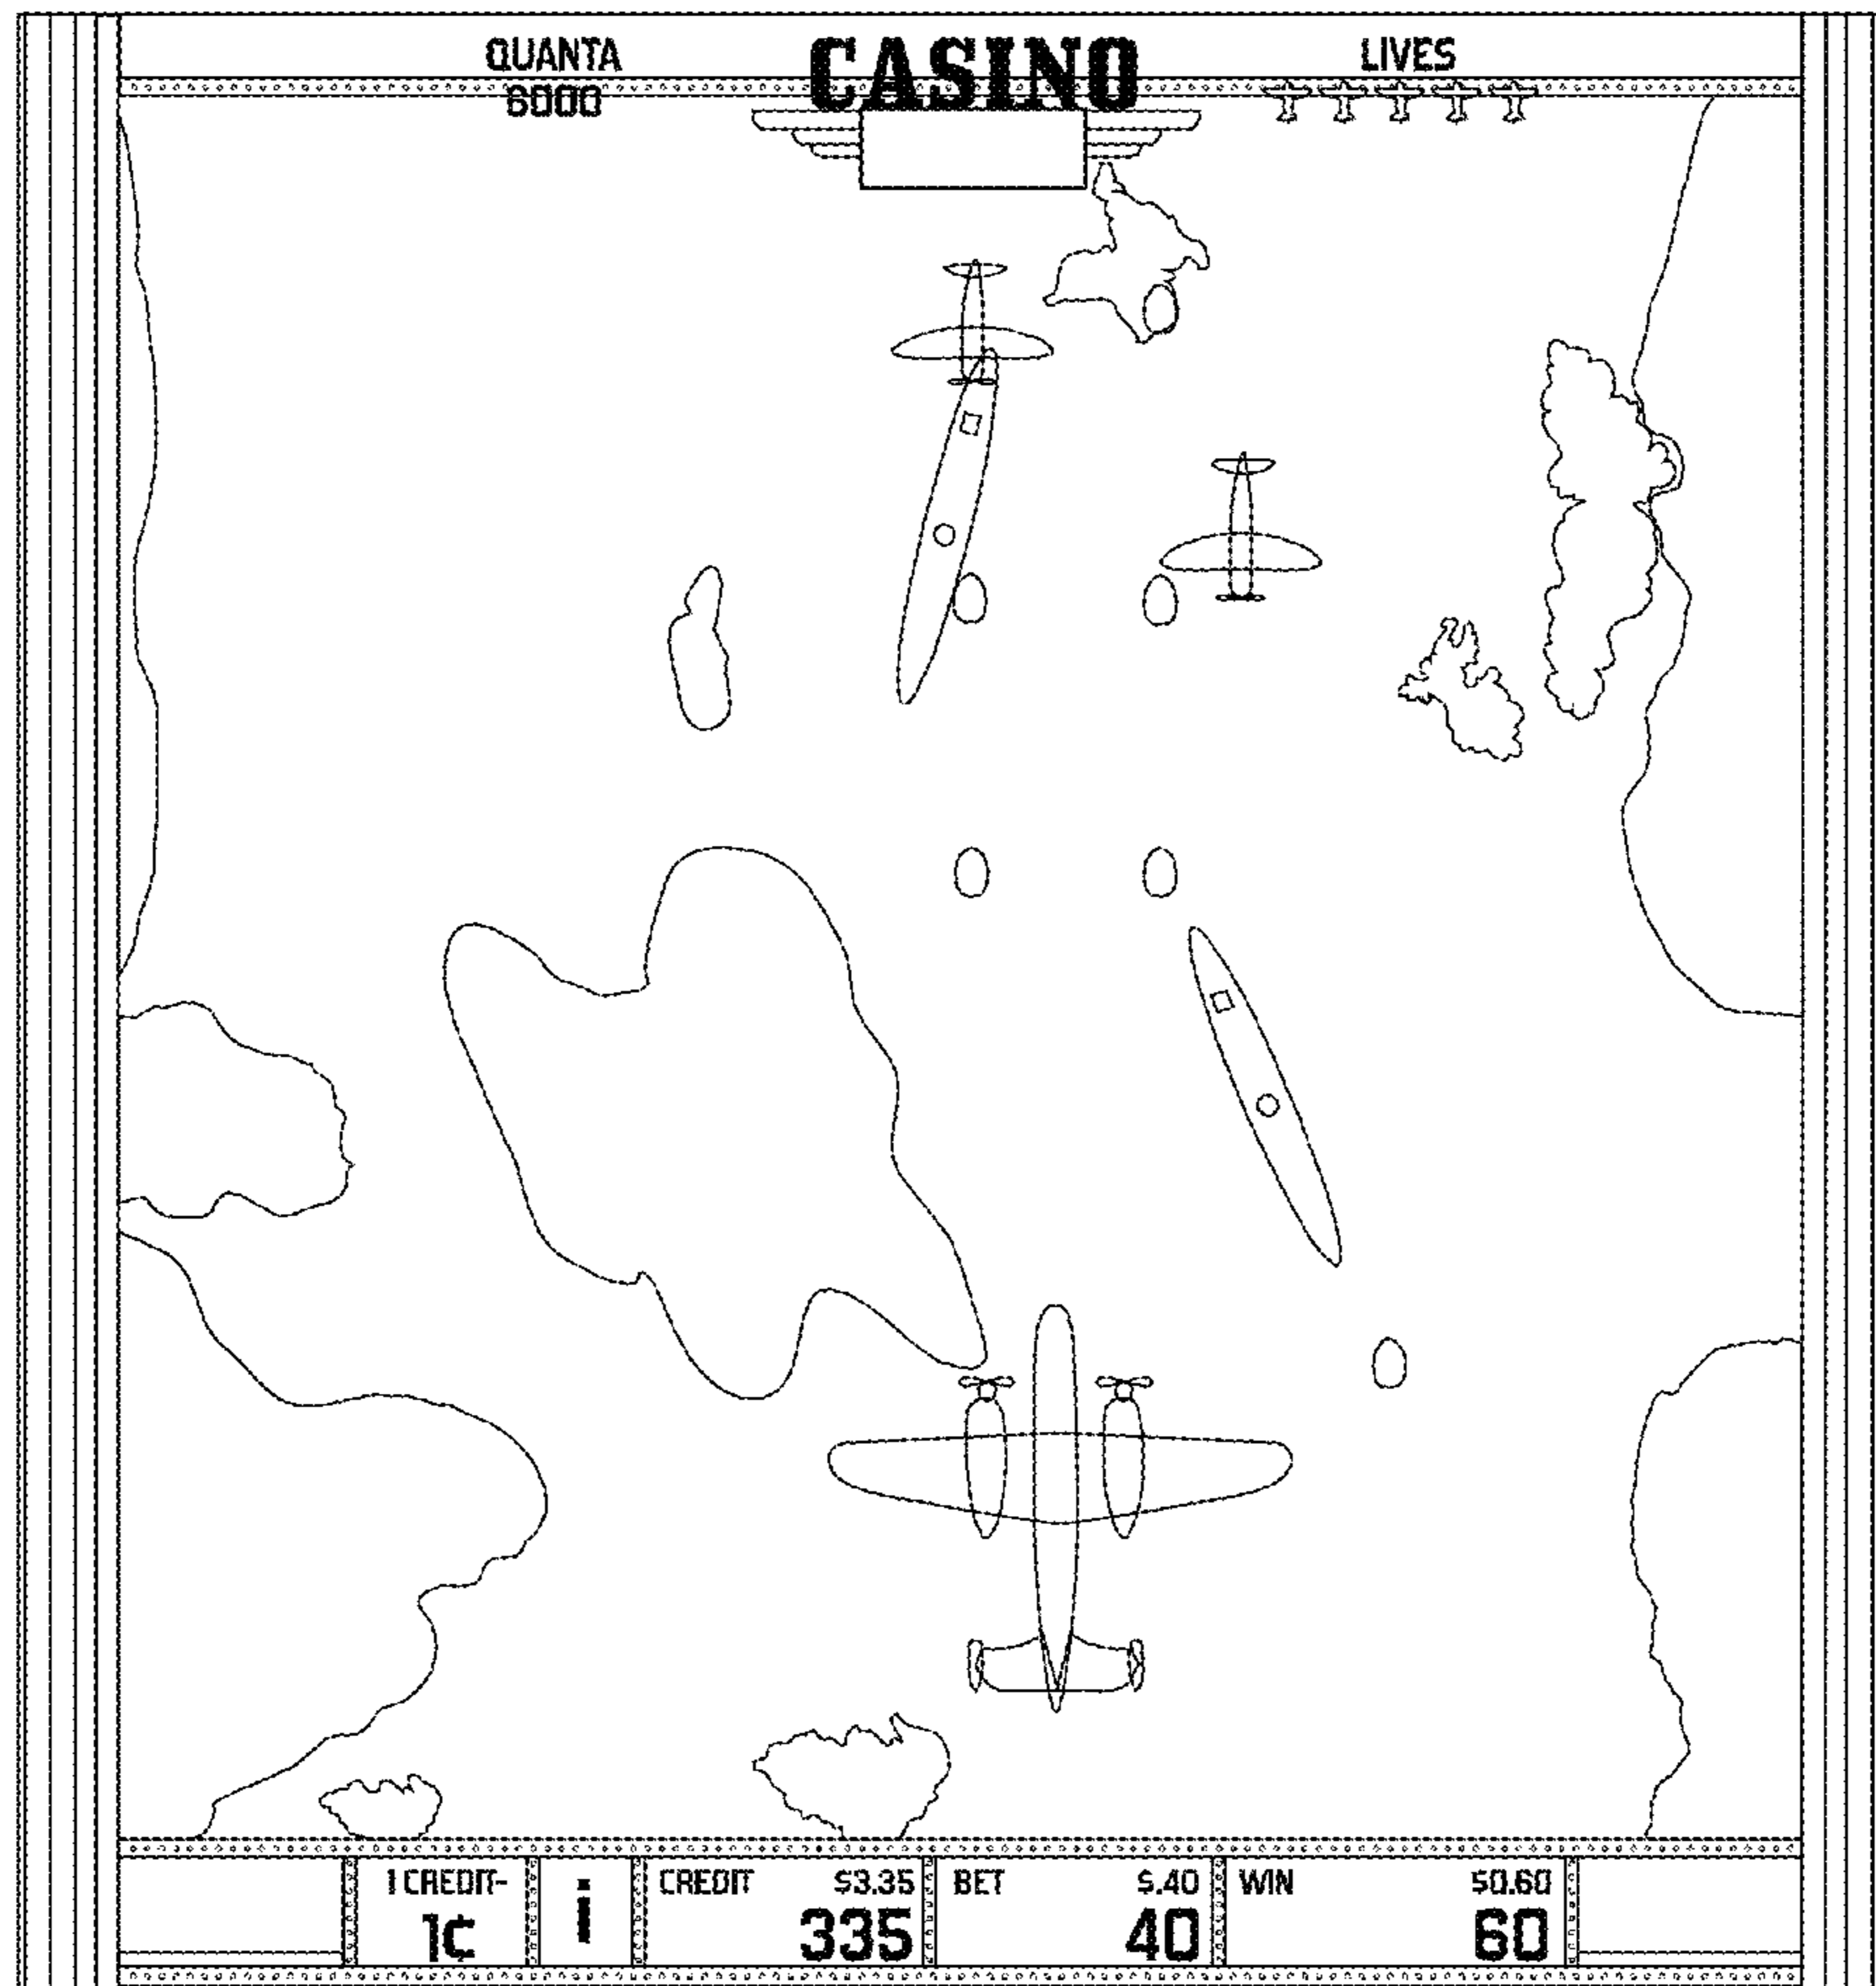 QUANTA
6000
CASINO
LIVES
1 CREDIT-
1¢
i
CREDIT $3.35
335
BET $.40
40
WIN $0.60
60